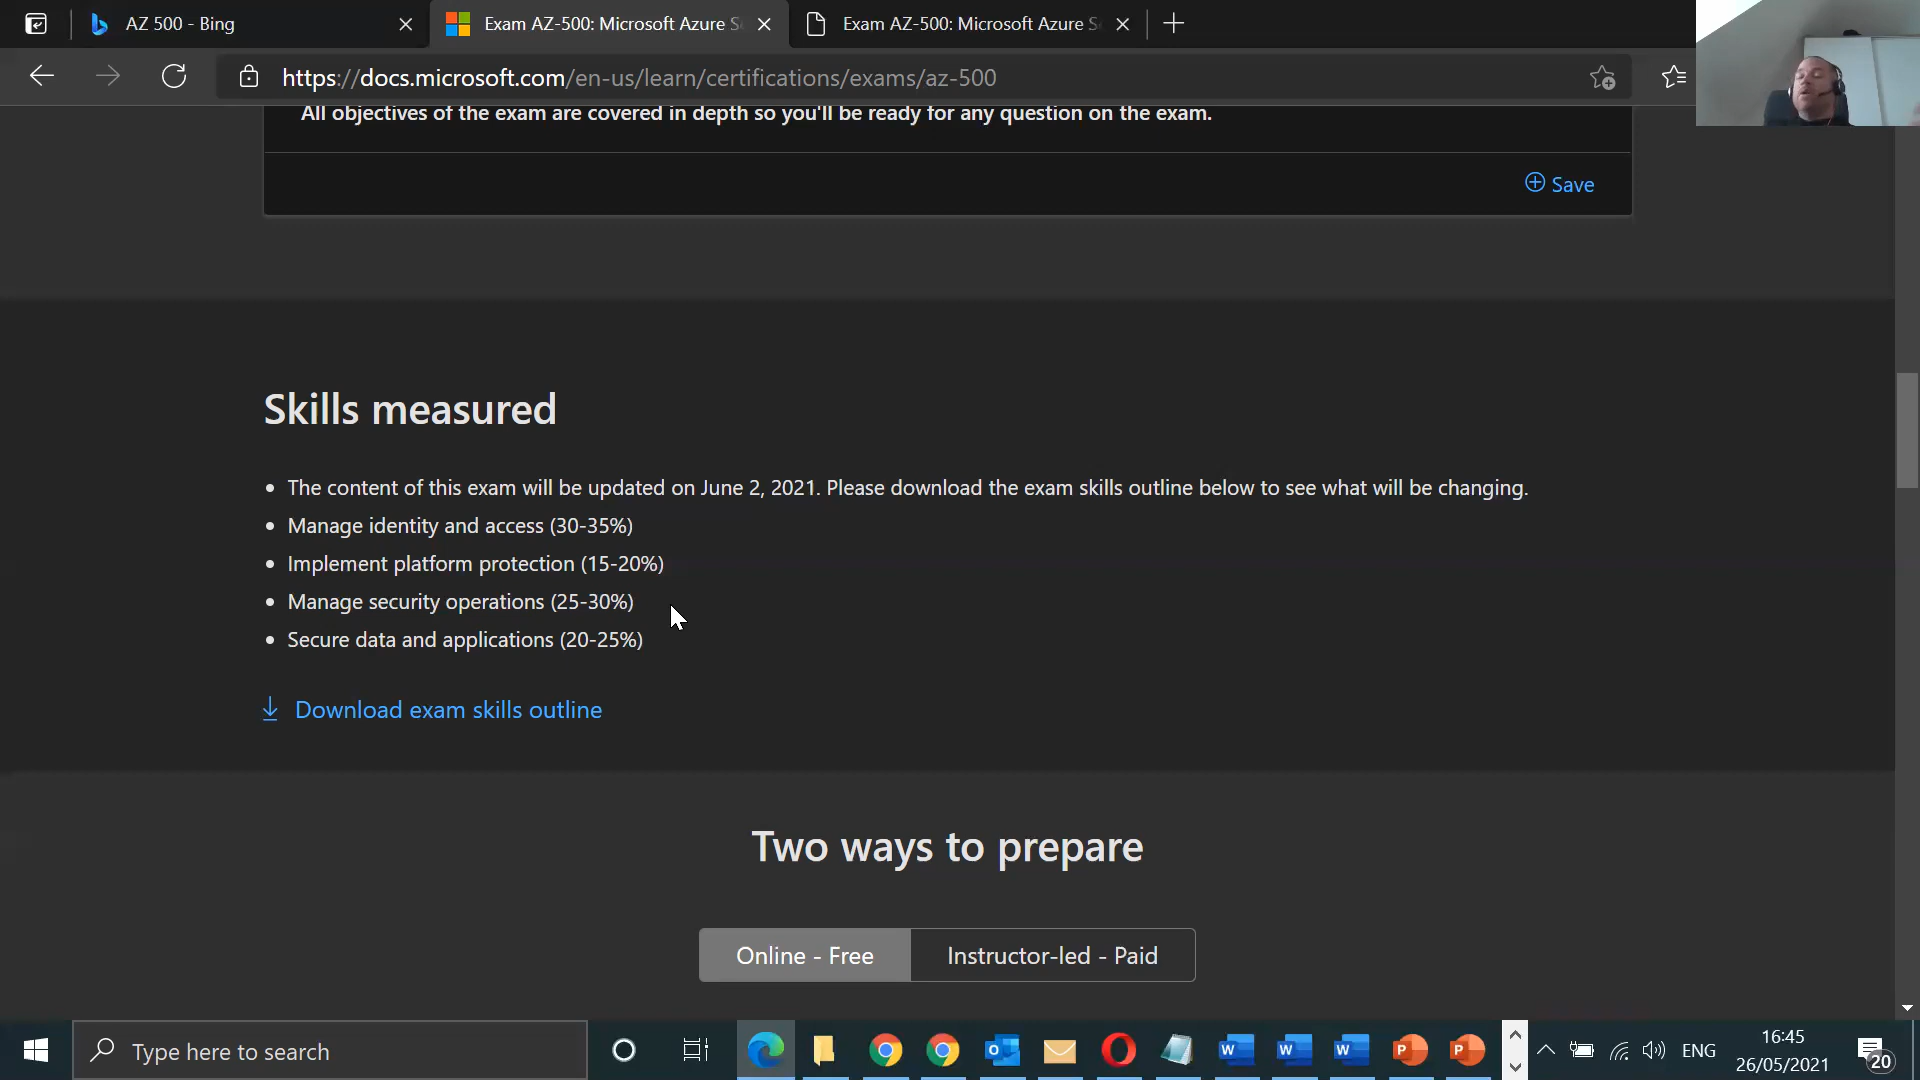 AZ 500 - Bing
Exam AZ-500: Microsoft Azure S
Exam AZ-500: Microsoft Azure S
https://docs.microsoft.com/en-us/learn/certifications/exams/az-500
All objectives of the exam are covered in depth so you'll be ready for any question on the exam.
Save
Skills measured
• The content of this exam will be updated on June 2, 2021. Please download the exam skills outline below to see what will be changing.
• Manage identity and access (30-35%)
• Implement platform protection (15-20%)
• Manage security operations (25-30%)
• Secure data and applications (20-25%)
Download exam skills outline
Two ways to prepare
Online - Free
Instructor-led - Paid
Type here to search
ENG
16:45
26/05/2021
20